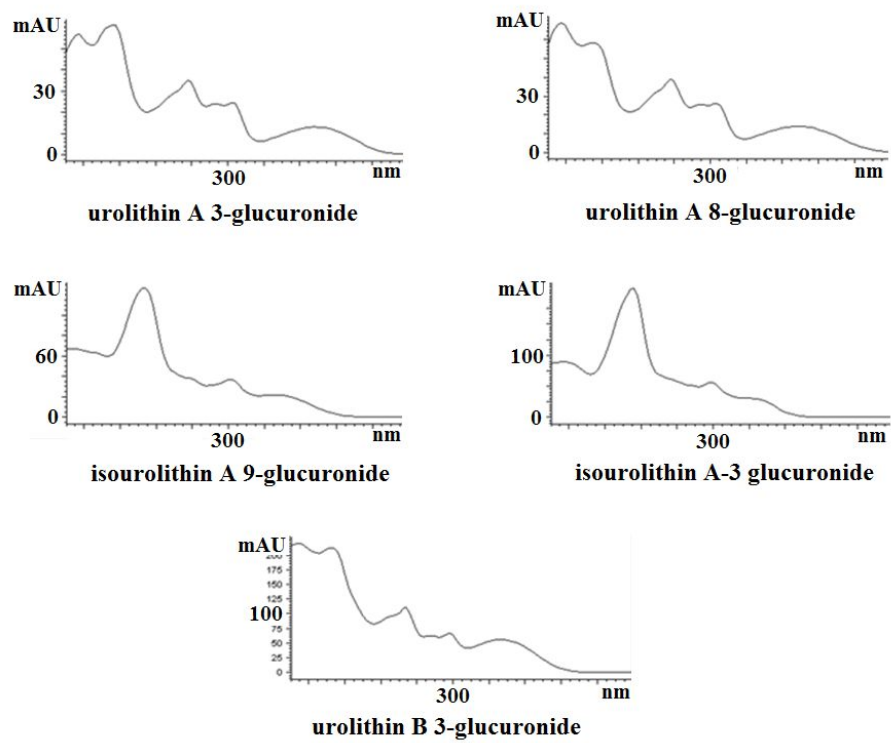 mAU
30
0
300
nm
urolithin A 3-glucuronide
mAU
30
0
300
nm
urolithin A 8-glucuronide
mAU
60
0
300
nm
isourolithin A 9-glucuronide
mAU
100
0
300
nm
isourolithin A-3 glucuronide
mAU
175
150
125
100
75
50
25
0
300
nm
urolithin B 3-glucuronide